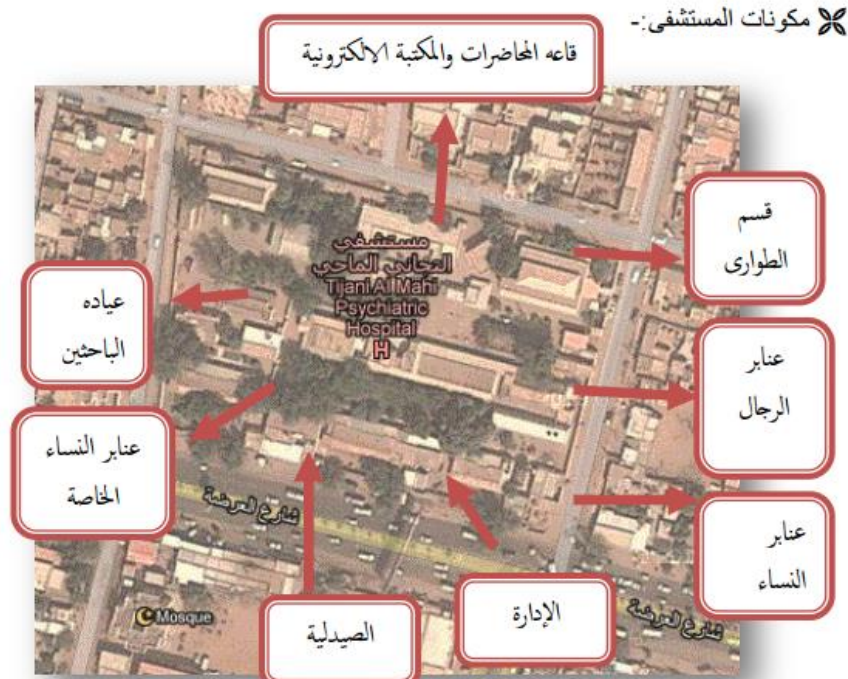 مكونات المستشفى:-
قاعه المحاضرات والمكتبة الالكترونية
قسم
الطوارى
مستشفى
التجاني الماحي
Tijani Al Mahi
Psychiatric
Hospital
H
عياده
الباحثين
عنابر
الرجال
عنابر النساء
الخاصة
شارع العرضة
عنابر
النساء
الإدارة
الصيدلية
Mosque
شارع العرضة